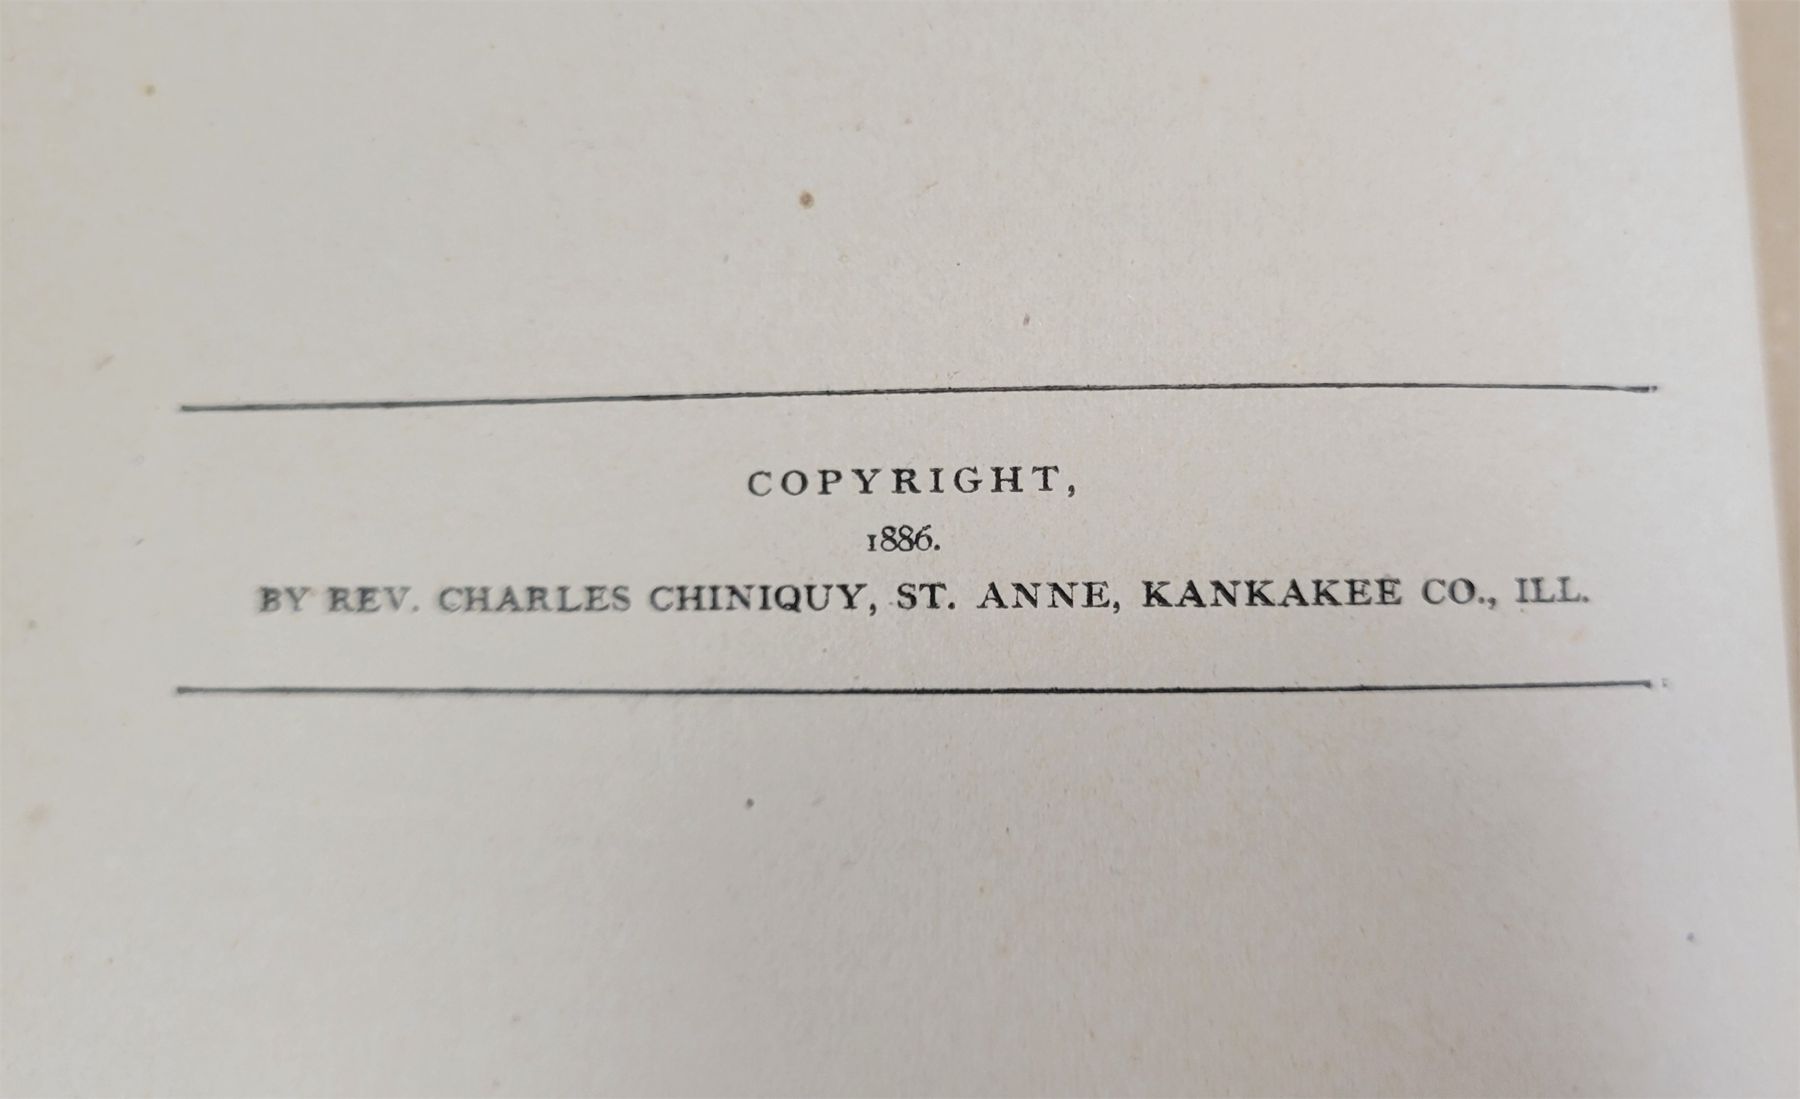 COPYRIGHT,
1886.
BY REV. CHARLES CHINIQUY, ST. ANNE, KANKAKEE CO., ILL.